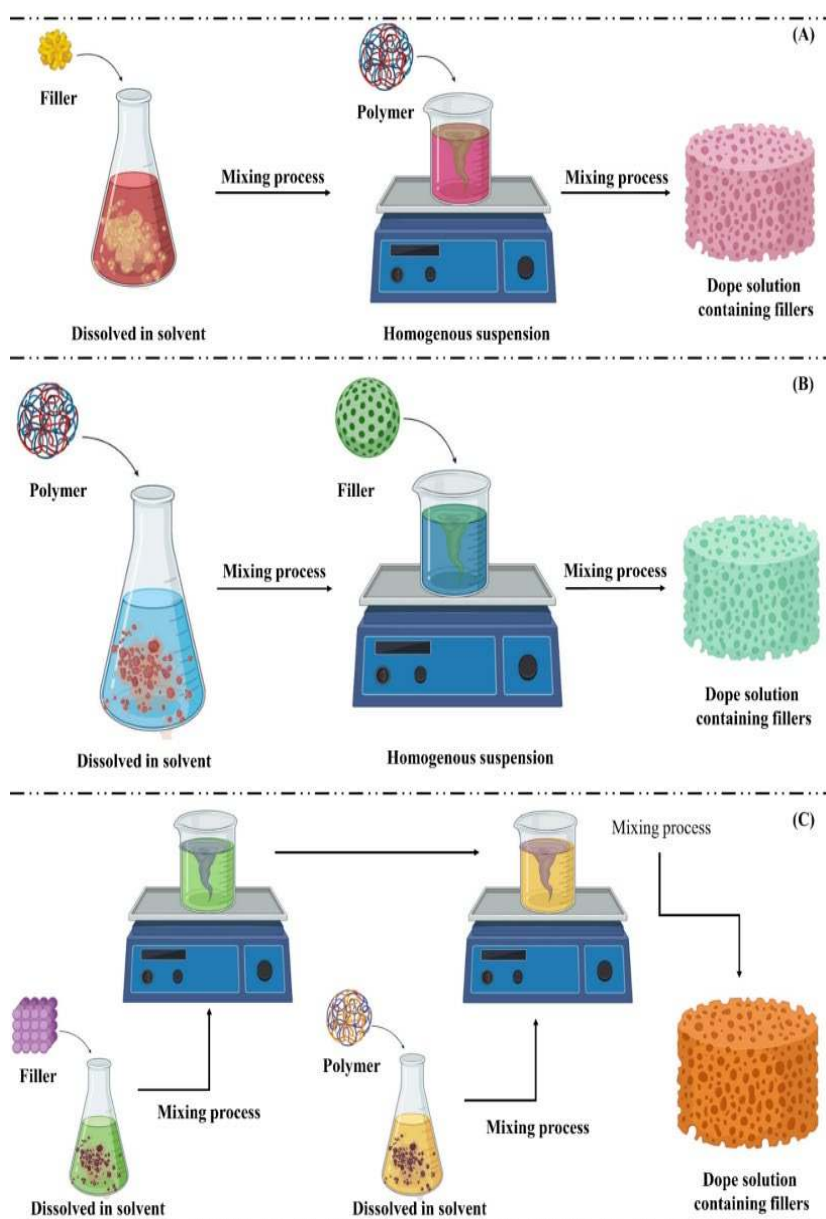 (A)
Filler
Polymer
Mixing process
Mixing process
Dissolved in solvent
Homogenous suspension
Dope solution
containing fillers
(B)
Polymer
Filler
Mixing process
Mixing process
Dissolved in solvent
Homogenous suspension
Dope solution
containing fillers
(C)
Mixing process
Filler
Polymer
Mixing process
Mixing process
Dissolved in solvent
Dissolved in solvent
Dope solution
containing fillers